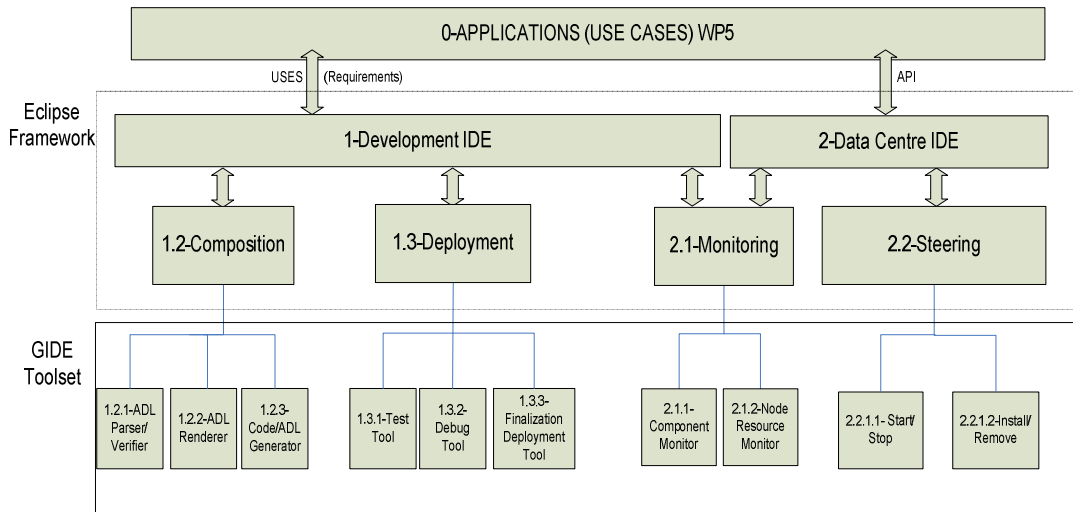 0-APPLICATIONS (USE CASES) WP5
USES (Requirements)
API
Eclipse
Framework
1-Development IDE
2-Data Centre IDE
1.2-Composition
1.3-Deployment
2.1-Monitoring
2.2-Steering
GIDE
Toolset
1.2.1-ADL
Parser/
Verifier
1.2.2-ADL
Renderer
1.2.3-
Code/ADL
Generator
1.3.1-Test
Tool
1.3.2-
Debug
Tool
1.3.3-
Finalization
Deployment
Tool
2.1.1-
Component
Monitor
2.1.2-Node
Resource
Monitor
2.2.1.1- Start/
Stop
2.2.1.2-Install/
Remove